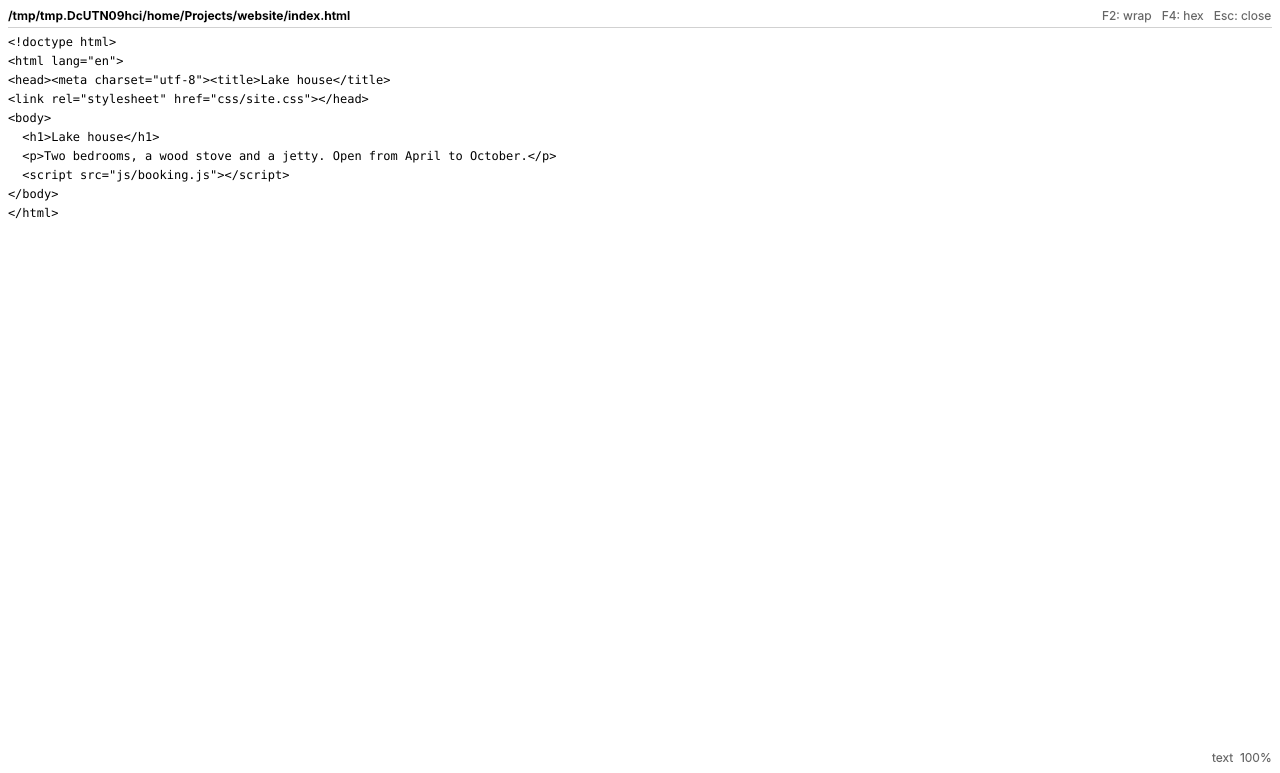 /tmp/tmp.DcUTN09hci/home/Projects/website/index.html F2: wrap F4: hex Esc: close
<!doctype html>
<html lang="en">
<head><meta charset="utf-8"><title>Lake house</title>
<link rel="stylesheet" href="css/site.css"></head>
<body>
  <h1>Lake house</h1>
  <p>Two bedrooms, a wood stove and a jetty. Open from April to October.</p>
  <script src="js/booking.js"></script>
</body>
</html>
text 100%